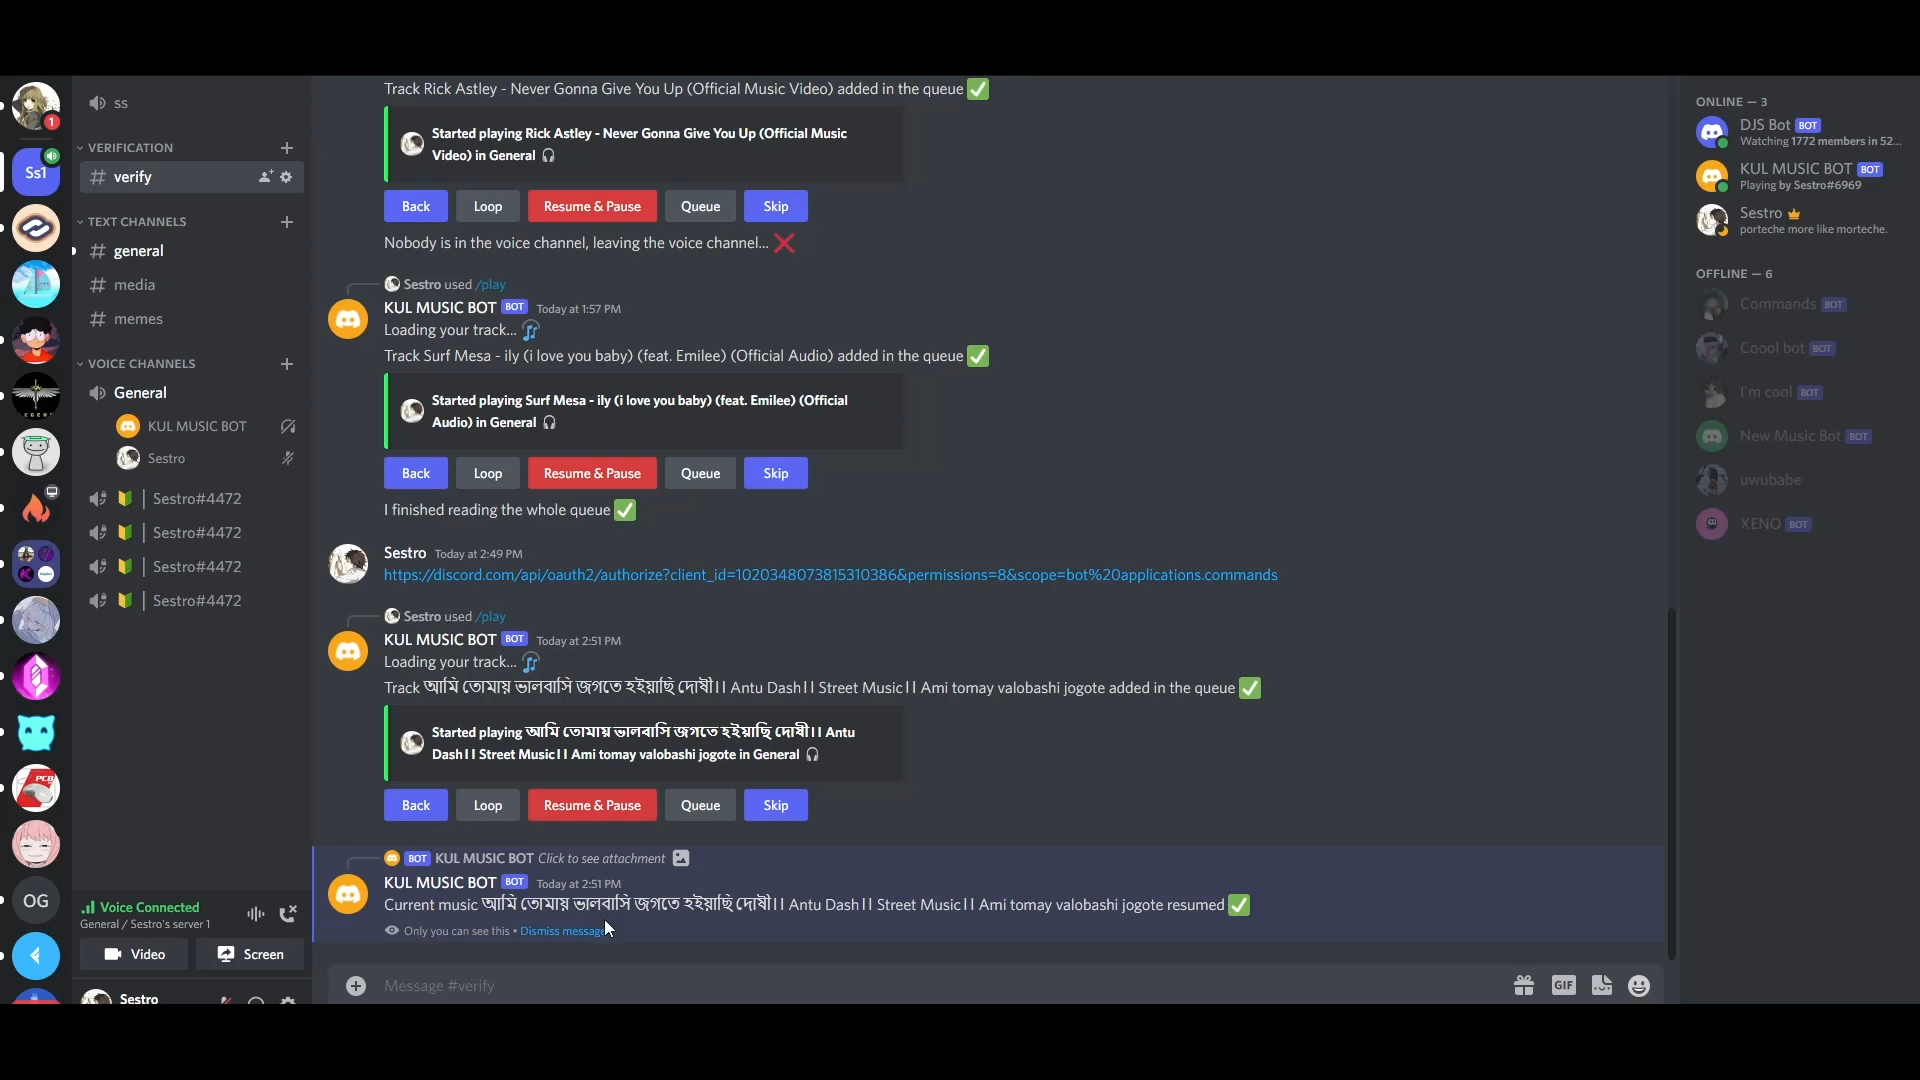 ss
VERIFICATION
verify
TEXT CHANNELS
general
media
memes
VOICE CHANNELS
General
KUL MUSIC BOT
Sestro
Sestro#4472
Sestro#4472
Sestro#4472
Sestro#4472
Voice Connected
General / Sestro's server 1
Video
Screen
Sestro
1
Ss1
LEGEND
PCB
OG
Track Rick Astley - Never Gonna Give You Up (Official Music Video) added in the queue
Started playing Rick Astley - Never Gonna Give You Up (Official Music
Video) in General
Back Loop Resume & Pause Queue Skip
Nobody is in the voice channel, leaving the voice channel...
Sestro used /play
KUL MUSIC BOT BOT Today at 1:57 PM
Loading your track...
Track Surf Mesa - ily (i love you baby) (feat. Emilee) (Official Audio) added in the queue
Started playing Surf Mesa - ily (i love you baby) (feat. Emilee) (Official
Audio) in General
Back Loop Resume & Pause Queue Skip
I finished reading the whole queue
Sestro Today at 2:49 PM
https://discord.com/api/oauth2/authorize?client_id=1020348073815310386&permissions=8&scope=bot%20applications.commands
Sestro used /play
KUL MUSIC BOT BOT Today at 2:51 PM
Loading your track...
Track আমি তোমায় ভালবাসি জগতে হইয়াছি দোষী।। Antu Dash।। Street Music।। Ami tomay valobashi jogote added in the queue
Started playing আমি তোমায় ভালবাসি জগতে হইয়াছি দোষী।। Antu
Dash।। Street Music।। Ami tomay valobashi jogote in General
Back Loop Resume & Pause Queue Skip
BOT KUL MUSIC BOT Click to see attachment
KUL MUSIC BOT BOT Today at 2:51 PM
Current music আমি তোমায় ভালবাসি জগতে হইয়াছি দোষী।। Antu Dash।। Street Music।। Ami tomay valobashi jogote resumed
Only you can see this • Dismiss message
Message #verify
GIF
ONLINE — 3
DJS Bot BOT
Watching 1772 members in 52...
KUL MUSIC BOT BOT
Playing by Sestro#6969
Sestro
porteche more like morteche.
OFFLINE — 6
Commands BOT
Coool bot BOT
I'm cool BOT
New Music Bot BOT
uwubabe
XENO BOT